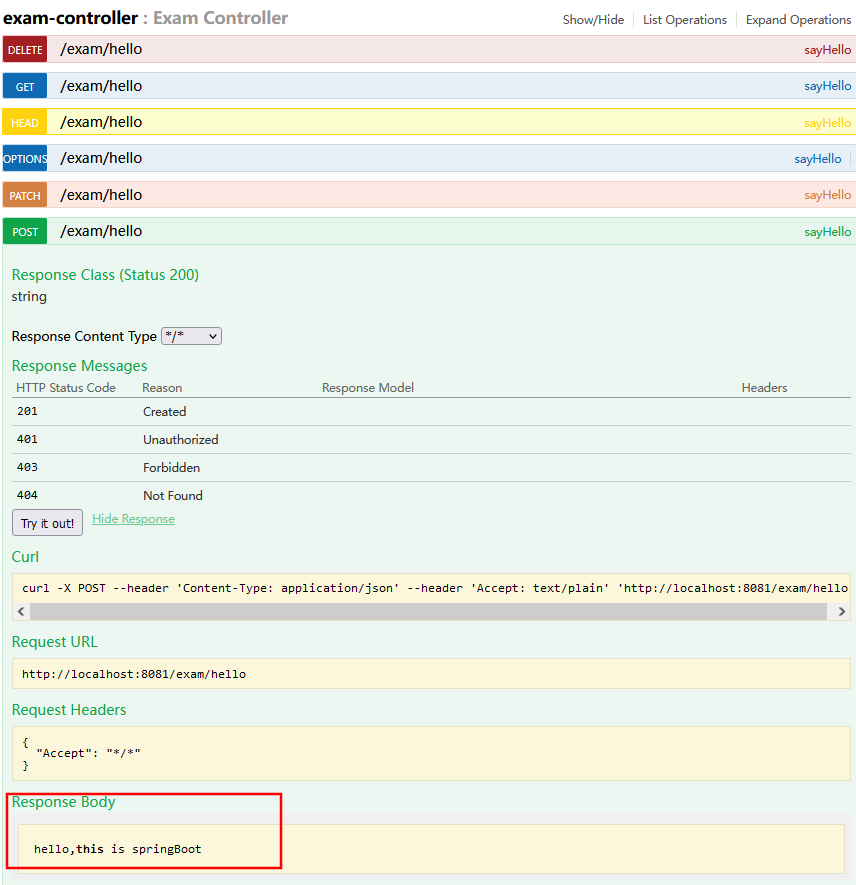 exam-controller : Exam Controller Show/Hide List Operations Expand Operations
DELETE /exam/hello sayHello
GET /exam/hello sayHello
HEAD /exam/hello sayHello
OPTIONS /exam/hello sayHello
PATCH /exam/hello sayHello
POST /exam/hello sayHello
Response Class (Status 200)
string
Response Content Type */*
Response Messages
HTTP Status Code Reason Response Model Headers
201 Created
401 Unauthorized
403 Forbidden
404 Not Found
Try it out! Hide Response
Curl
curl -X POST --header 'Content-Type: application/json' --header 'Accept: text/plain' 'http://localhost:8081/exam/hello
Request URL
http://localhost:8081/exam/hello
Request Headers
{
"Accept": "*/*"
}
Response Body
hello,this is springBoot